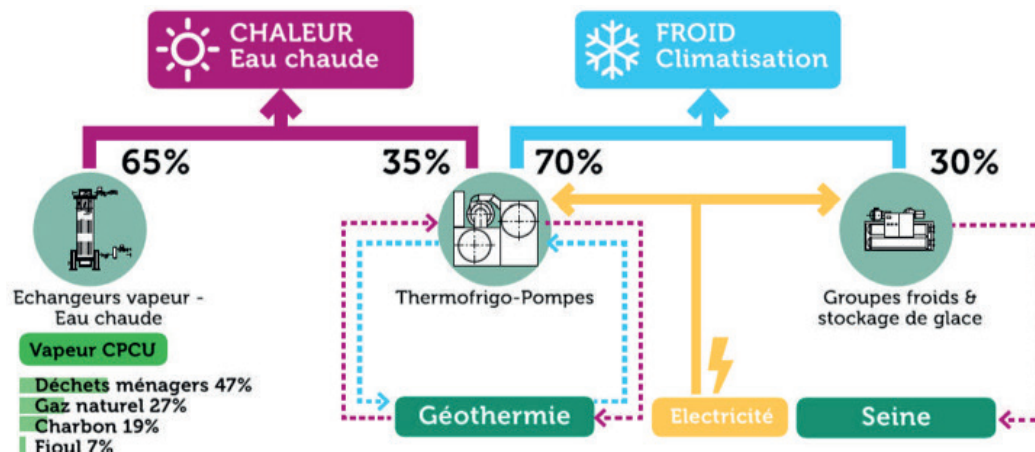 CHALEUR
Eau chaude
FROID
Climatisation
65%
35%
70%
30%
Echangeurs vapeur -
Eau chaude
Thermofrigo-Pompes
Groupes froids &
stockage de glace
Vapeur CPCU
Déchets ménagers 47%
Gaz naturel 27%
Charbon 19%
Fioul 7%
Géothermie
Electricité
Seine